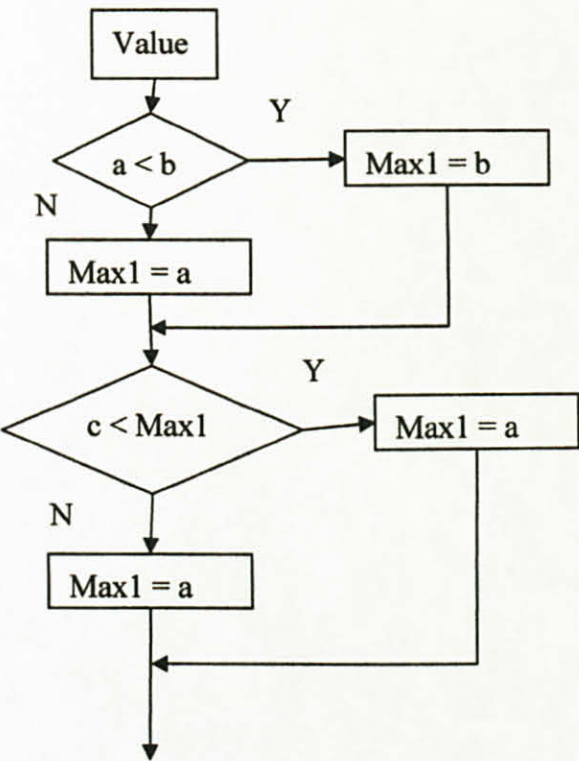 Value
Y
a < b
Max1 = b
N
Max1 = a
Y
c < Max1
Max1 = a
N
Max1 = a